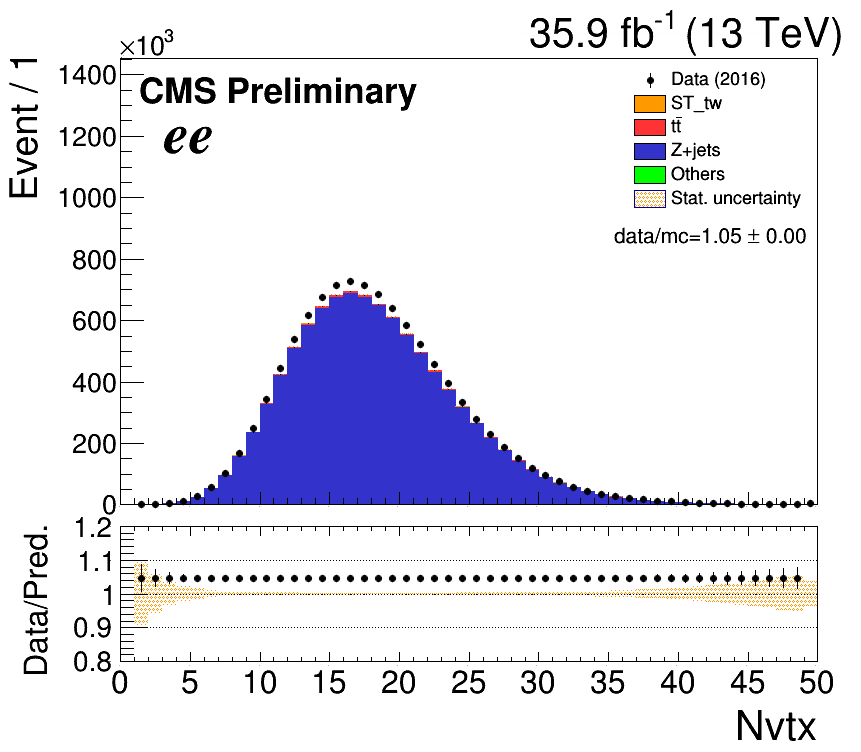 35.9 fb⁻¹ (13 TeV)
×10³
Event / 1
1400
1200
1000
800
600
400
200
0
CMS Preliminary
ee
Data (2016)
ST_tw
tt̄
Z+jets
Others
Stat. uncertainty
data/mc=1.05 ± 0.00
Data/Pred.
1.2
1.1
1
0.9
0.8
0 5 10 15 20 25 30 35 40 45 50
Nvtx